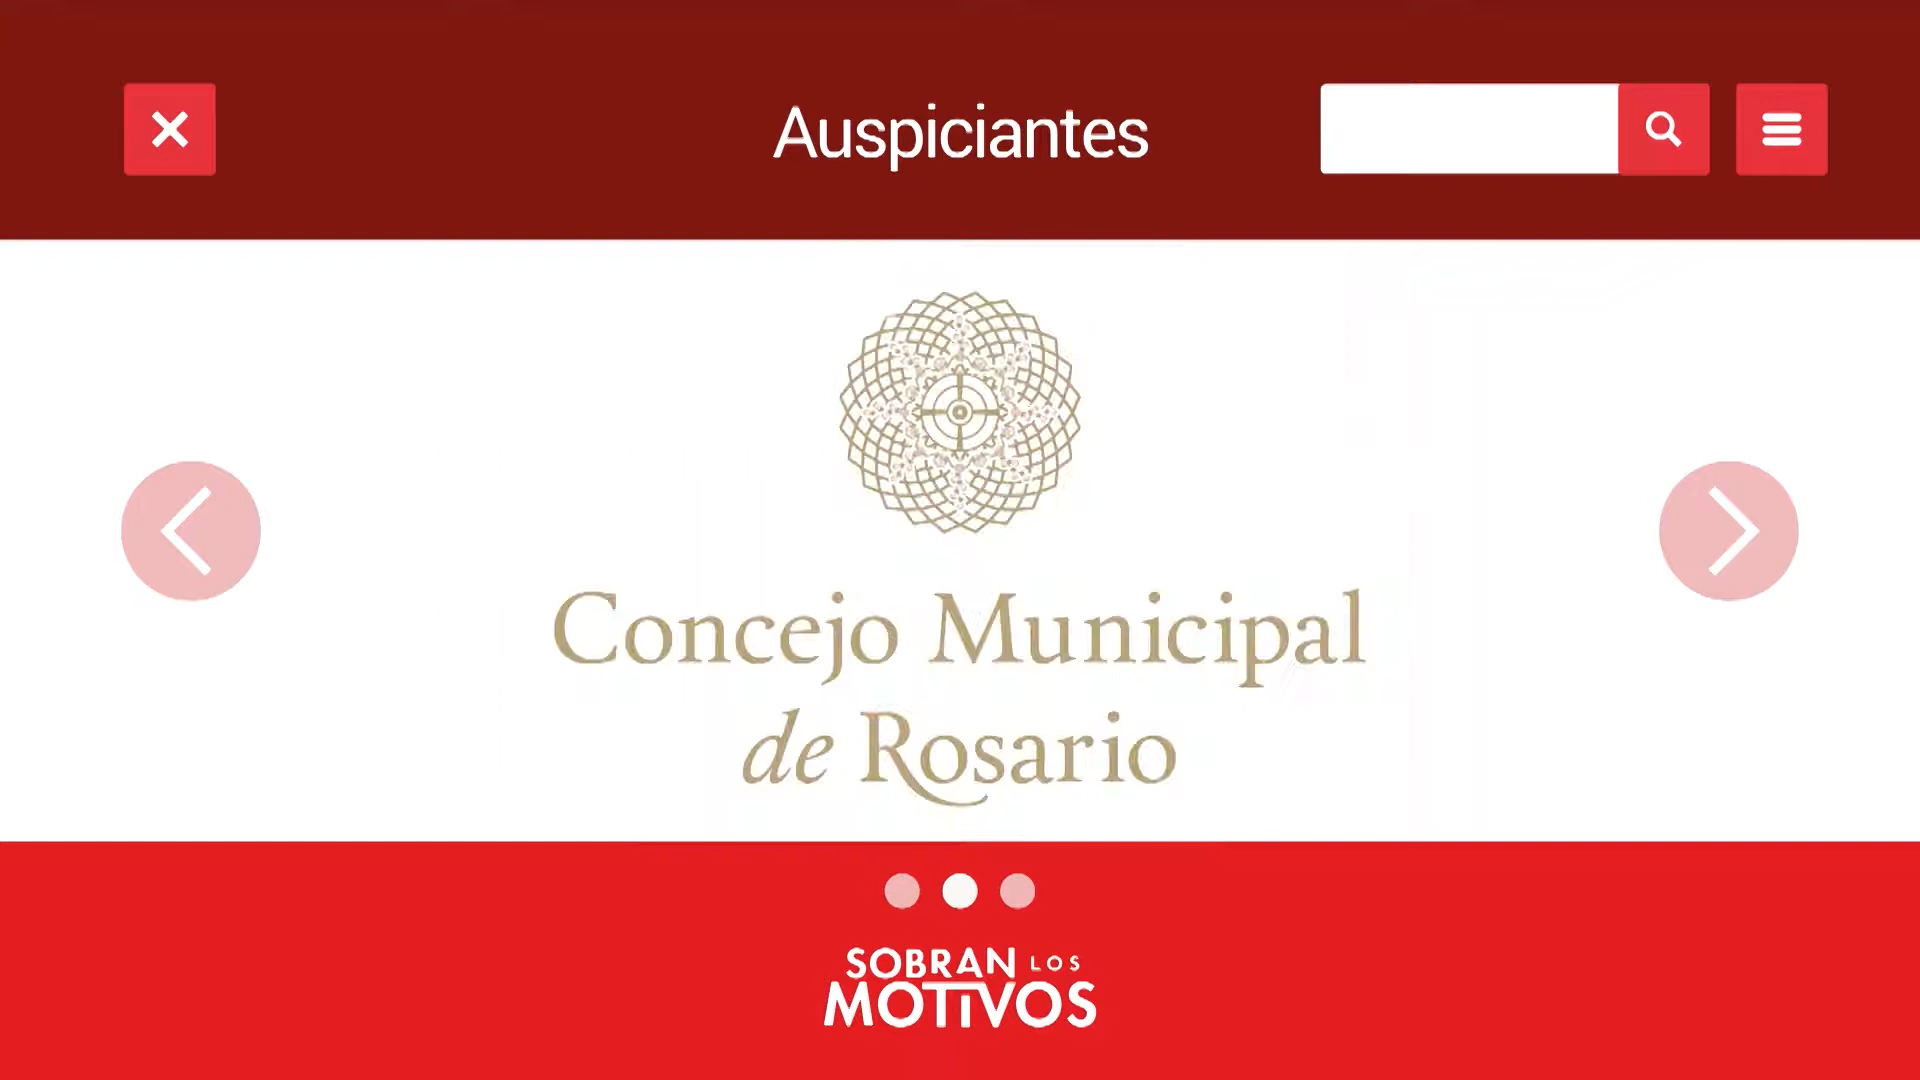 Auspiciantes
Concejo Municipal
de Rosario
SOBRAN LOS
MOTIVOS